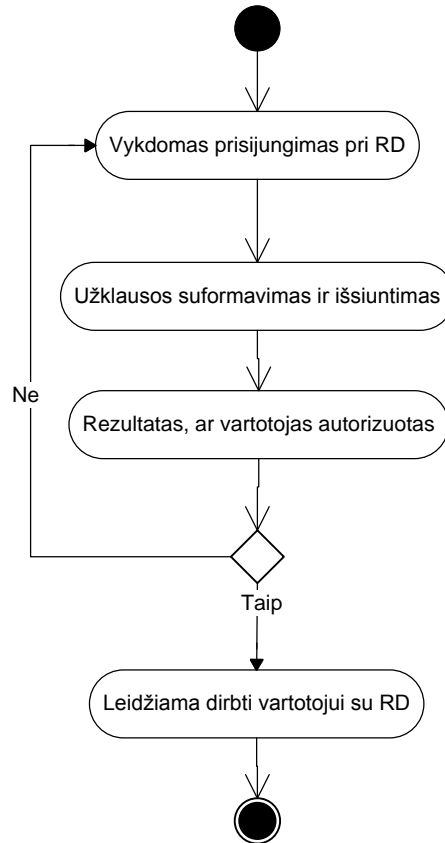 Vykdomas prisijungimas pri RD
Užklausos suformavimas ir išsiuntimas
Ne
Rezultatas, ar vartotojas autorizuotas
Taip
Leidžiama dirbti vartotojui su RD